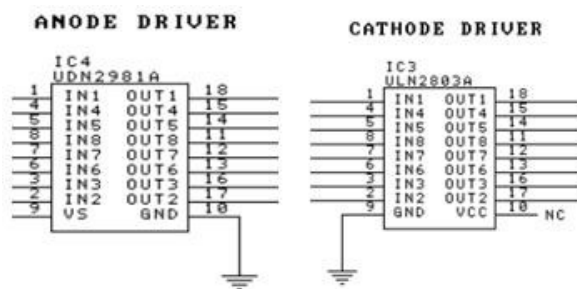 ANODE DRIVER
IC4
UDN2981A
1 IN1 OUT1 18
4 IN4 OUT4 15
5 IN5 OUT5 14
8 IN8 OUT8 11
7 IN7 OUT7 12
6 IN6 OUT6 13
3 IN3 OUT3 16
2 IN2 OUT2 17
9 VS GND 10
CATHODE DRIVER
IC3
ULN2803A
1 IN1 OUT1 18
4 IN4 OUT4 15
5 IN5 OUT5 14
8 IN8 OUT8 11
7 IN7 OUT7 12
6 IN6 OUT6 13
3 IN3 OUT3 16
2 IN2 OUT2 17
9 GND VCC 10 NC